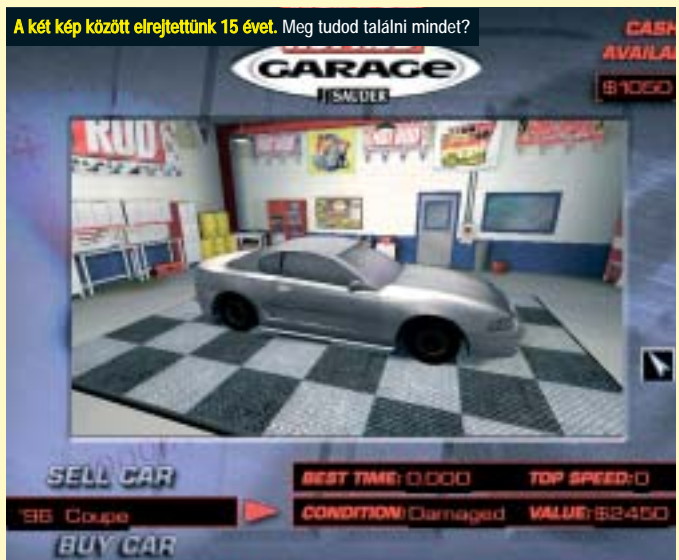 A két kép között elrejtettünk 15 évet. Meg tudod találni mindet?
CASH
AVAILA
GARAGE
SAUDER
$1050
RODS
SELL CAR
BEST TIME: 0.000 TOP SPEED: 0
'96 Coupe
CONDITION: Damaged VALUE: $2450
BUY CAR